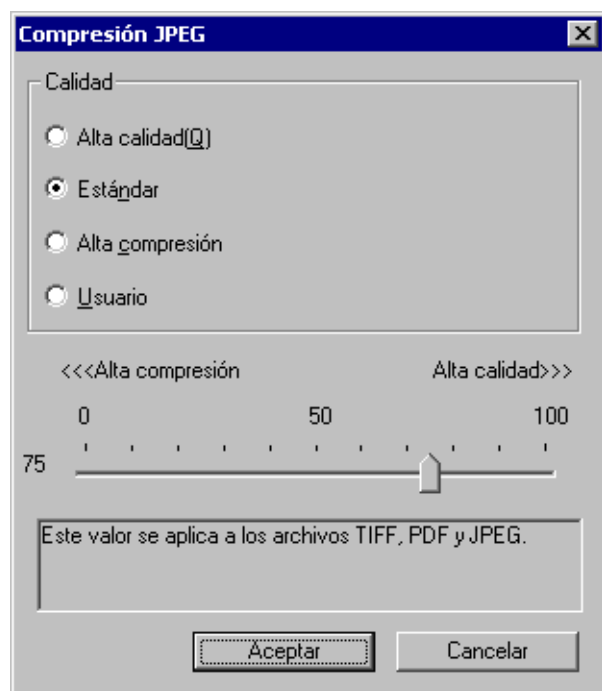 Compresión JPEG
Calidad
Alta calidad(Q)
Estándar
Alta compresión
Usuario
<<<Alta compresión Alta calidad>>>
0 50 100
75
Este valor se aplica a los archivos TIFF, PDF y JPEG.
Aceptar Cancelar